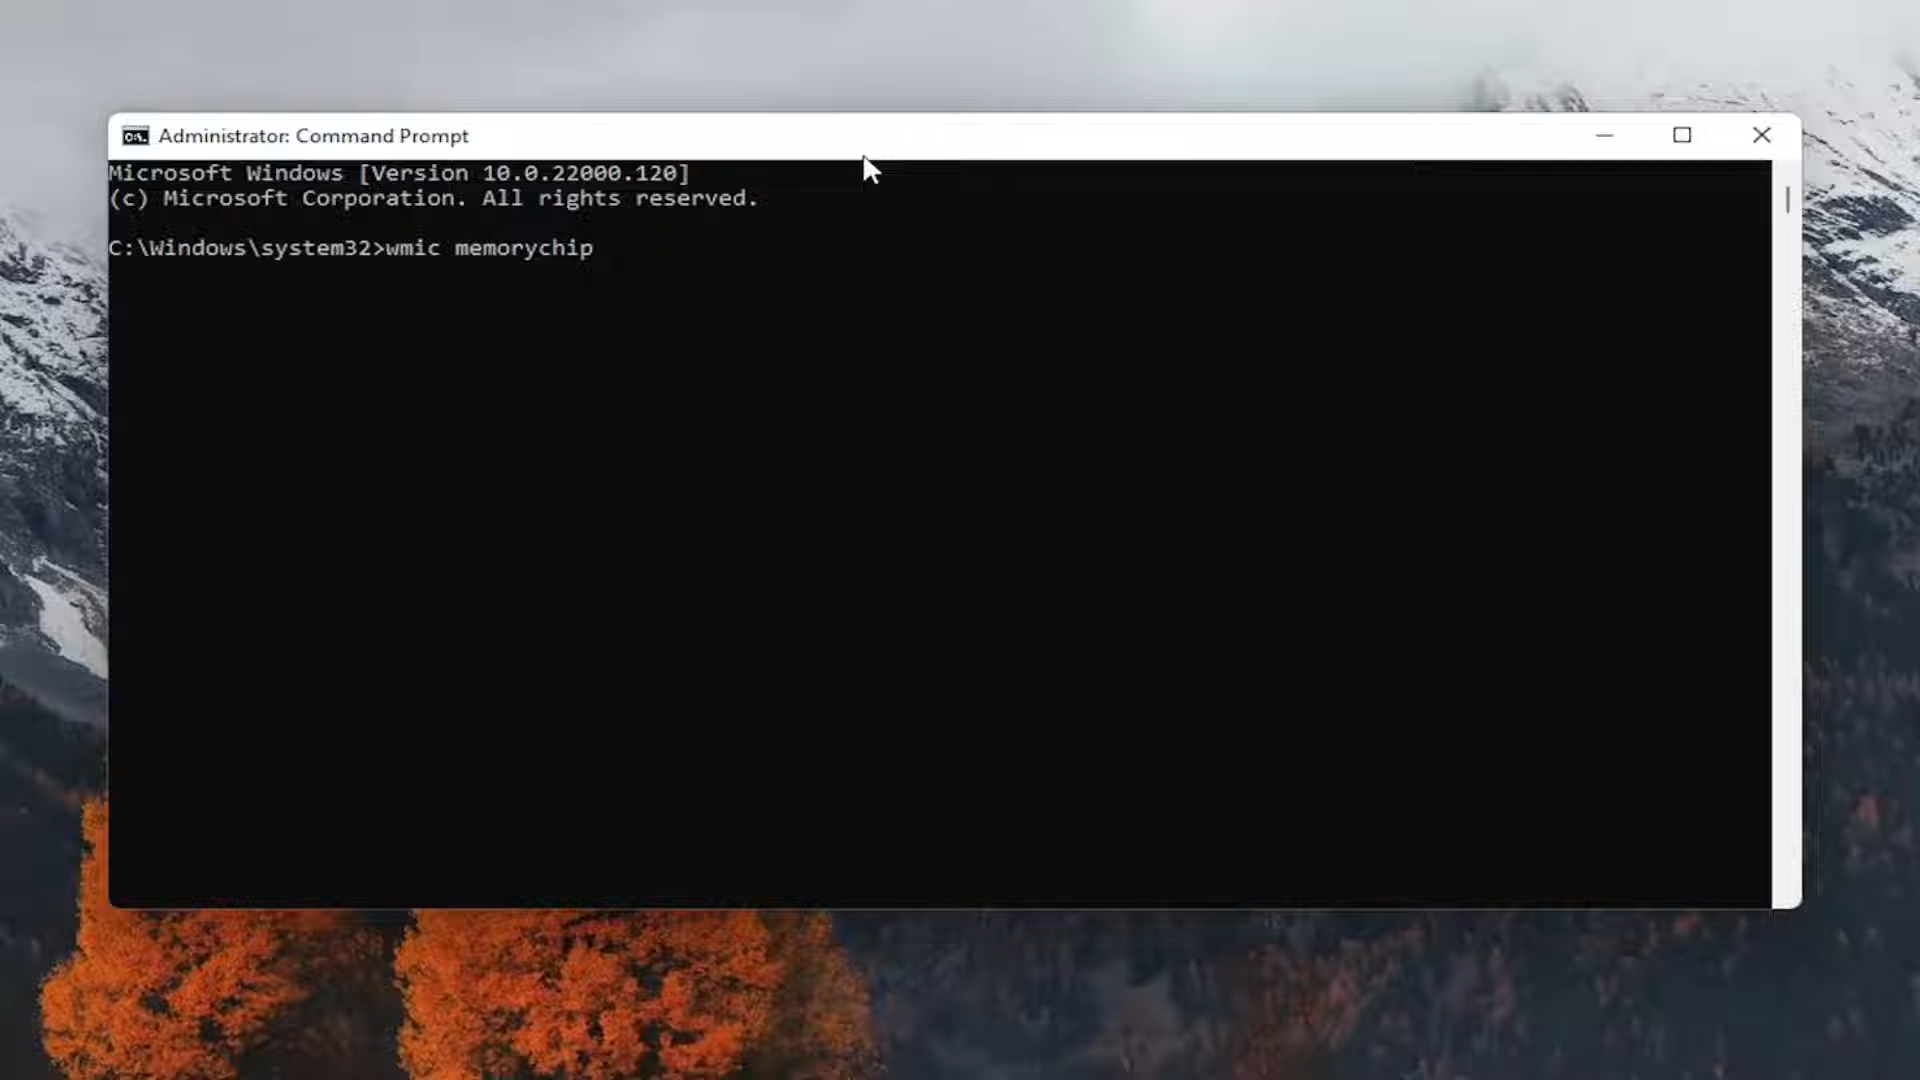 Administrator: Command Prompt
Microsoft Windows [Version 10.0.22000.120]
(c) Microsoft Corporation. All rights reserved.
C:\Windows\system32>wmic memorychip